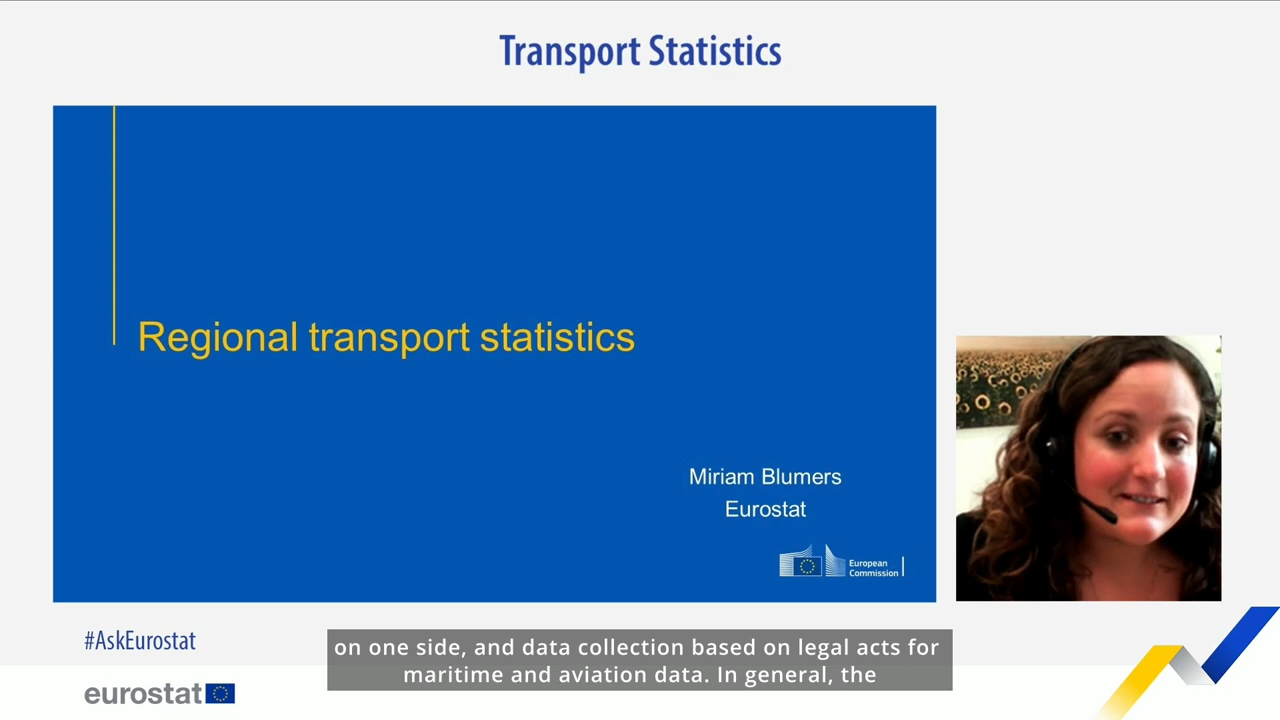 Transport Statistics
Regional transport statistics
Miriam Blumers
Eurostat
European
Commission
#AskEurostat
on one side, and data collection based on legal acts for
maritime and aviation data. In general, the
eurostat